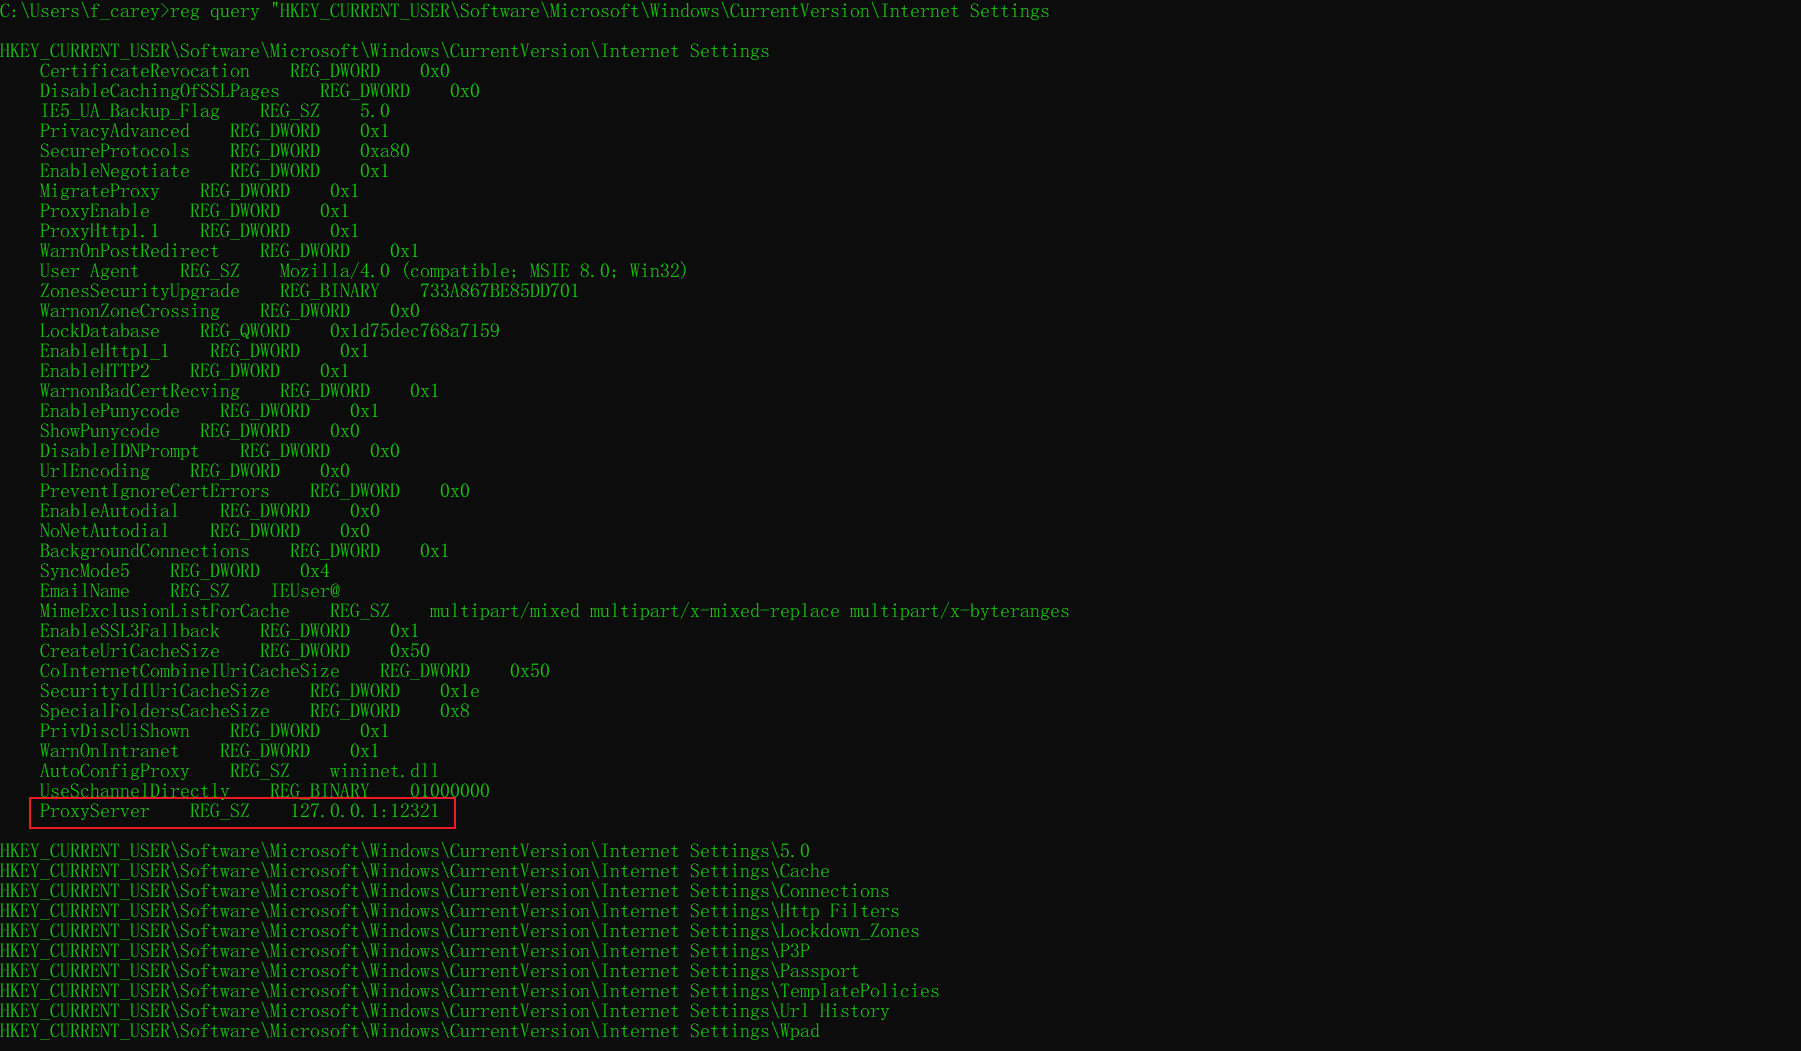 C:\Users\f_carey>reg query "HKEY_CURRENT_USER\Software\Microsoft\Windows\CurrentVersion\Internet Settings
HKEY_CURRENT_USER\Software\Microsoft\Windows\CurrentVersion\Internet Settings
CertificateRevocation    REG_DWORD    0x0
DisableCachingOfSSLPages    REG_DWORD    0x0
IE5_UA_Backup_Flag    REG_SZ    5.0
PrivacyAdvanced    REG_DWORD    0x1
SecureProtocols    REG_DWORD    0xa80
EnableNegotiate    REG_DWORD    0x1
MigrateProxy    REG_DWORD    0x1
ProxyEnable    REG_DWORD    0x1
ProxyHttp1.1    REG_DWORD    0x1
WarnOnPostRedirect    REG_DWORD    0x1
User Agent    REG_SZ    Mozilla/4.0 (compatible; MSIE 8.0; Win32)
ZonesSecurityUpgrade    REG_BINARY    733A867BE85DD701
WarnonZoneCrossing    REG_DWORD    0x0
LockDatabase    REG_QWORD    0x1d75dec768a7159
EnableHttp1_1    REG_DWORD    0x1
EnableHTTP2    REG_DWORD    0x1
WarnonBadCertRecving    REG_DWORD    0x1
EnablePunycode    REG_DWORD    0x1
ShowPunycode    REG_DWORD    0x0
DisableIDNPrompt    REG_DWORD    0x0
UrlEncoding    REG_DWORD    0x0
PreventIgnoreCertErrors    REG_DWORD    0x0
EnableAutodial    REG_DWORD    0x0
NoNetAutodial    REG_DWORD    0x0
BackgroundConnections    REG_DWORD    0x1
SyncMode5    REG_DWORD    0x4
EmailName    REG_SZ    IEUser@
MimeExclusionListForCache    REG_SZ    multipart/mixed multipart/x-mixed-replace multipart/x-byteranges
EnableSSL3Fallback    REG_DWORD    0x1
CreateUriCacheSize    REG_DWORD    0x50
CoInternetCombineIUriCacheSize    REG_DWORD    0x50
SecurityIdIUriCacheSize    REG_DWORD    0x1e
SpecialFoldersCacheSize    REG_DWORD    0x8
PrivDiscUiShown    REG_DWORD    0x1
WarnOnIntranet    REG_DWORD    0x1
AutoConfigProxy    REG_SZ    wininet.dll
UseSchannelDirectly    REG_BINARY    01000000
ProxyServer    REG_SZ    127.0.0.1:12321
HKEY_CURRENT_USER\Software\Microsoft\Windows\CurrentVersion\Internet Settings\5.0
HKEY_CURRENT_USER\Software\Microsoft\Windows\CurrentVersion\Internet Settings\Cache
HKEY_CURRENT_USER\Software\Microsoft\Windows\CurrentVersion\Internet Settings\Connections
HKEY_CURRENT_USER\Software\Microsoft\Windows\CurrentVersion\Internet Settings\Http Filters
HKEY_CURRENT_USER\Software\Microsoft\Windows\CurrentVersion\Internet Settings\Lockdown_Zones
HKEY_CURRENT_USER\Software\Microsoft\Windows\CurrentVersion\Internet Settings\P3P
HKEY_CURRENT_USER\Software\Microsoft\Windows\CurrentVersion\Internet Settings\Passport
HKEY_CURRENT_USER\Software\Microsoft\Windows\CurrentVersion\Internet Settings\TemplatePolicies
HKEY_CURRENT_USER\Software\Microsoft\Windows\CurrentVersion\Internet Settings\Url History
HKEY_CURRENT_USER\Software\Microsoft\Windows\CurrentVersion\Internet Settings\Wpad